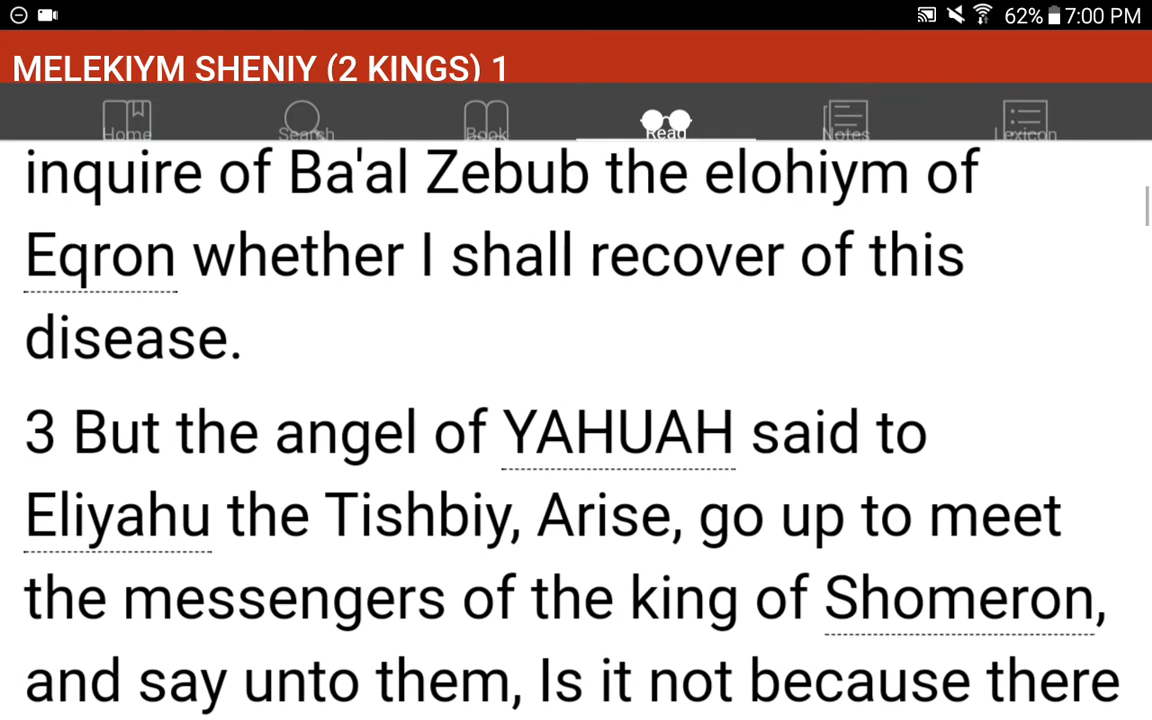 62% 7:00 PM
MELEKIYM SHENIY (2 KINGS) 1
Home Search Book Read Notes Lexicon
inquire of Ba'al Zebub the elohiym of
Eqron whether I shall recover of this
disease.
3 But the angel of YAHUAH said to
Eliyahu the Tishbiy, Arise, go up to meet
the messengers of the king of Shomeron,
and say unto them, Is it not because there